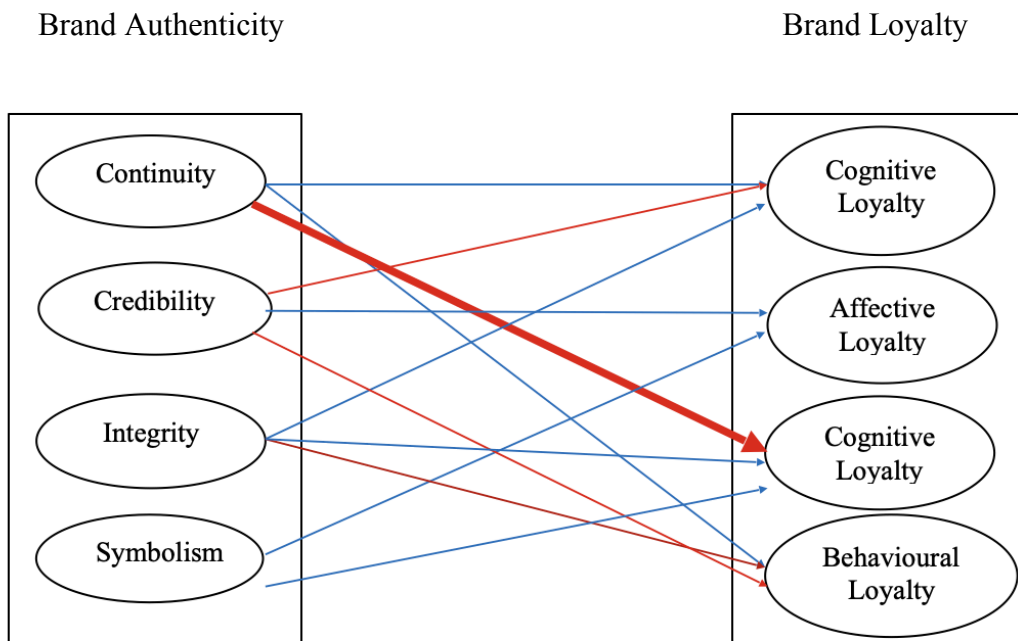 Brand Authenticity
Brand Loyalty
Continuity
Credibility
Integrity
Symbolism
Cognitive
Loyalty
Affective
Loyalty
Cognitive
Loyalty
Behavioural
Loyalty